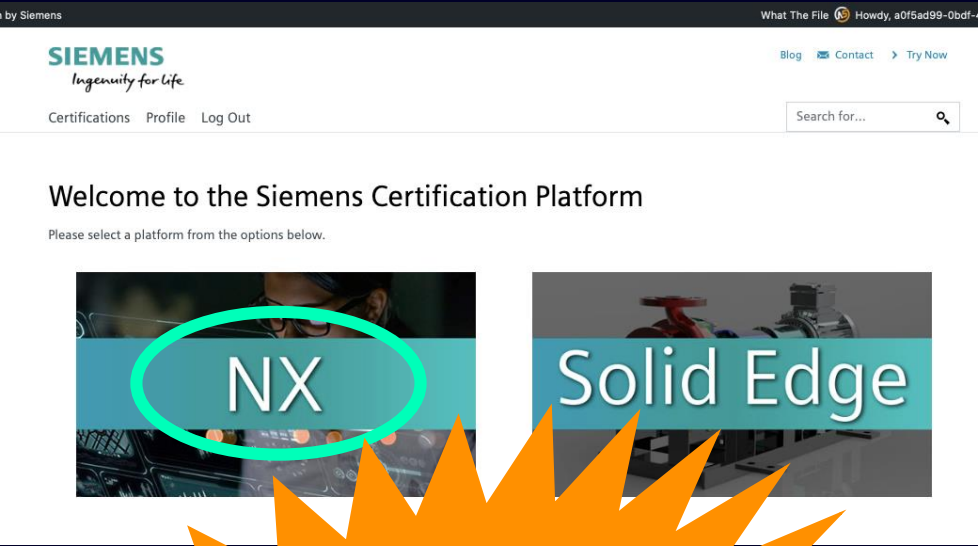 n by Siemens
What The File Howdy, a0f5ad99-0bdf-4
SIEMENS
Ingenuity for life
Blog Contact Try Now
Certifications Profile Log Out
Search for...
Welcome to the Siemens Certification Platform
Please select a platform from the options below.
NX
Solid Edge